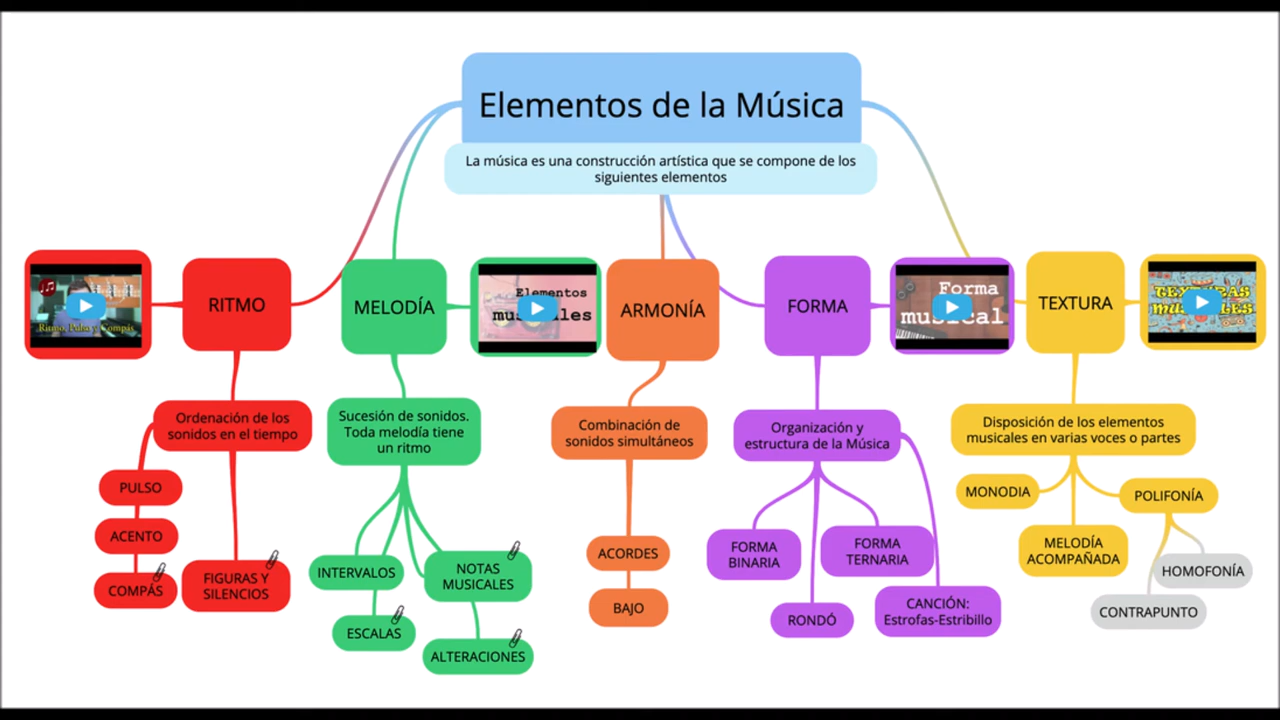 Elementos de la Música
La música es una construcción artística que se compone de los
siguientes elementos
Ritmo, Pulso y Compás
RITMO
MELODÍA
Elementos
musicales
ARMONÍA
FORMA
Forma
musical
TEXTURA
TEXTURAS
MUSICALES
Ordenación de los
sonidos en el tiempo
PULSO
ACENTO
COMPÁS
FIGURAS Y
SILENCIOS
Sucesión de sonidos.
Toda melodía tiene
un ritmo
INTERVALOS
ESCALAS
NOTAS
MUSICALES
ALTERACIONES
Combinación de
sonidos simultáneos
ACORDES
BAJO
Organización y
estructura de la Música
FORMA
BINARIA
RONDÓ
FORMA
TERNARIA
CANCIÓN:
Estrofas-Estribillo
Disposición de los elementos
musicales en varias voces o partes
MONODIA
MELODÍA
ACOMPAÑADA
POLIFONÍA
HOMOFONÍA
CONTRAPUNTO